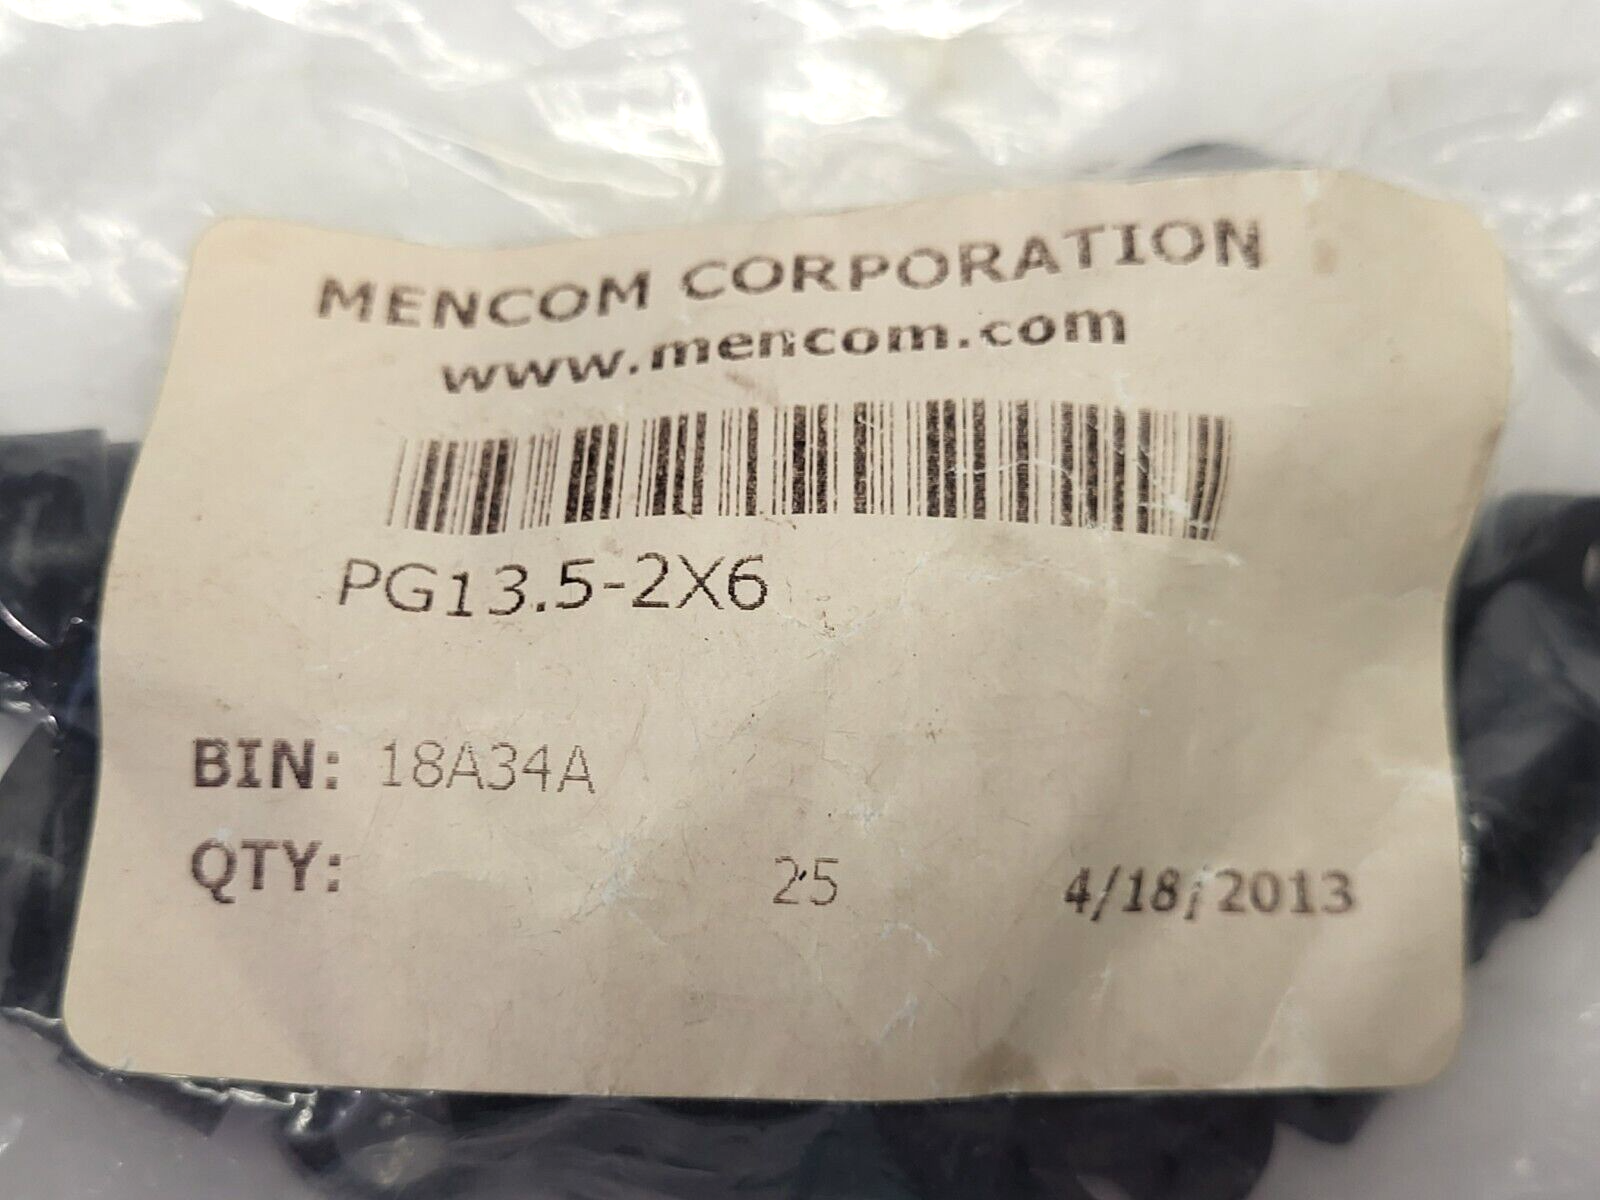 MENCOM CORPORATION
www.mencom.com
PG13.5-2X6
BIN: 18A34A
QTY: 25 4/18/2013